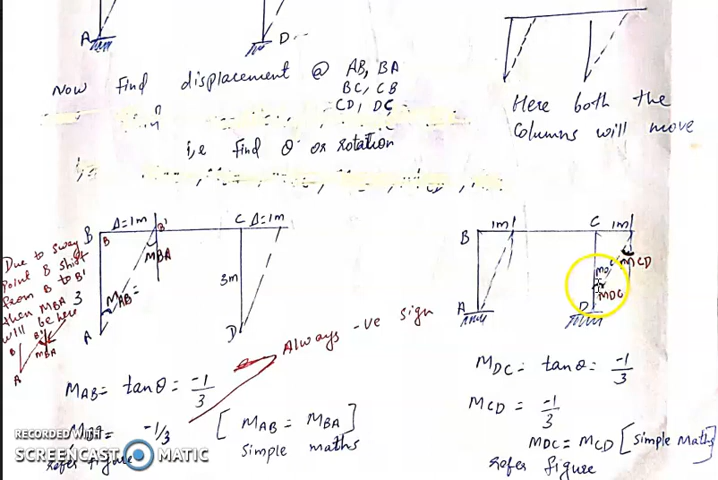 A
D
Now find displacement @ AB, BA
BC, CB
CD, DC
i,e find θ or rotation
Here both the
Columns will move
Due to sway
Point B shift
from B to B'
then MBA
will be here
B B'
MBA
A
B Δ=1m B' C Δ=1m
B
MBA
MAB=
3
3m
A
D
Always -ve sign
MAB = tanθ = -1/3
-1/3
[MAB = MBA]
Simple maths
refer figure
B 1m C 1m
MCD
MDC
A
D
MDC = tanθ = -1/3
MCD = -1/3
MDC = MCD [Simple Maths]
refer figure
RECORDED WITH
SCREENCAST MATIC